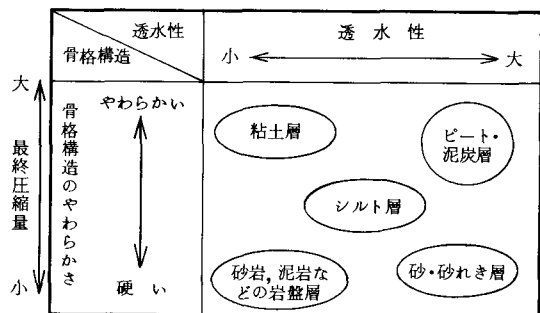 透水性
骨格構造
透水性
小
大
大
最終圧縮量
小
骨格構造のやわらかさ
やわらかい
硬い
粘土層
ピート・
泥炭層
シルト層
砂岩,泥岩な
どの岩盤層
砂・砂れき層